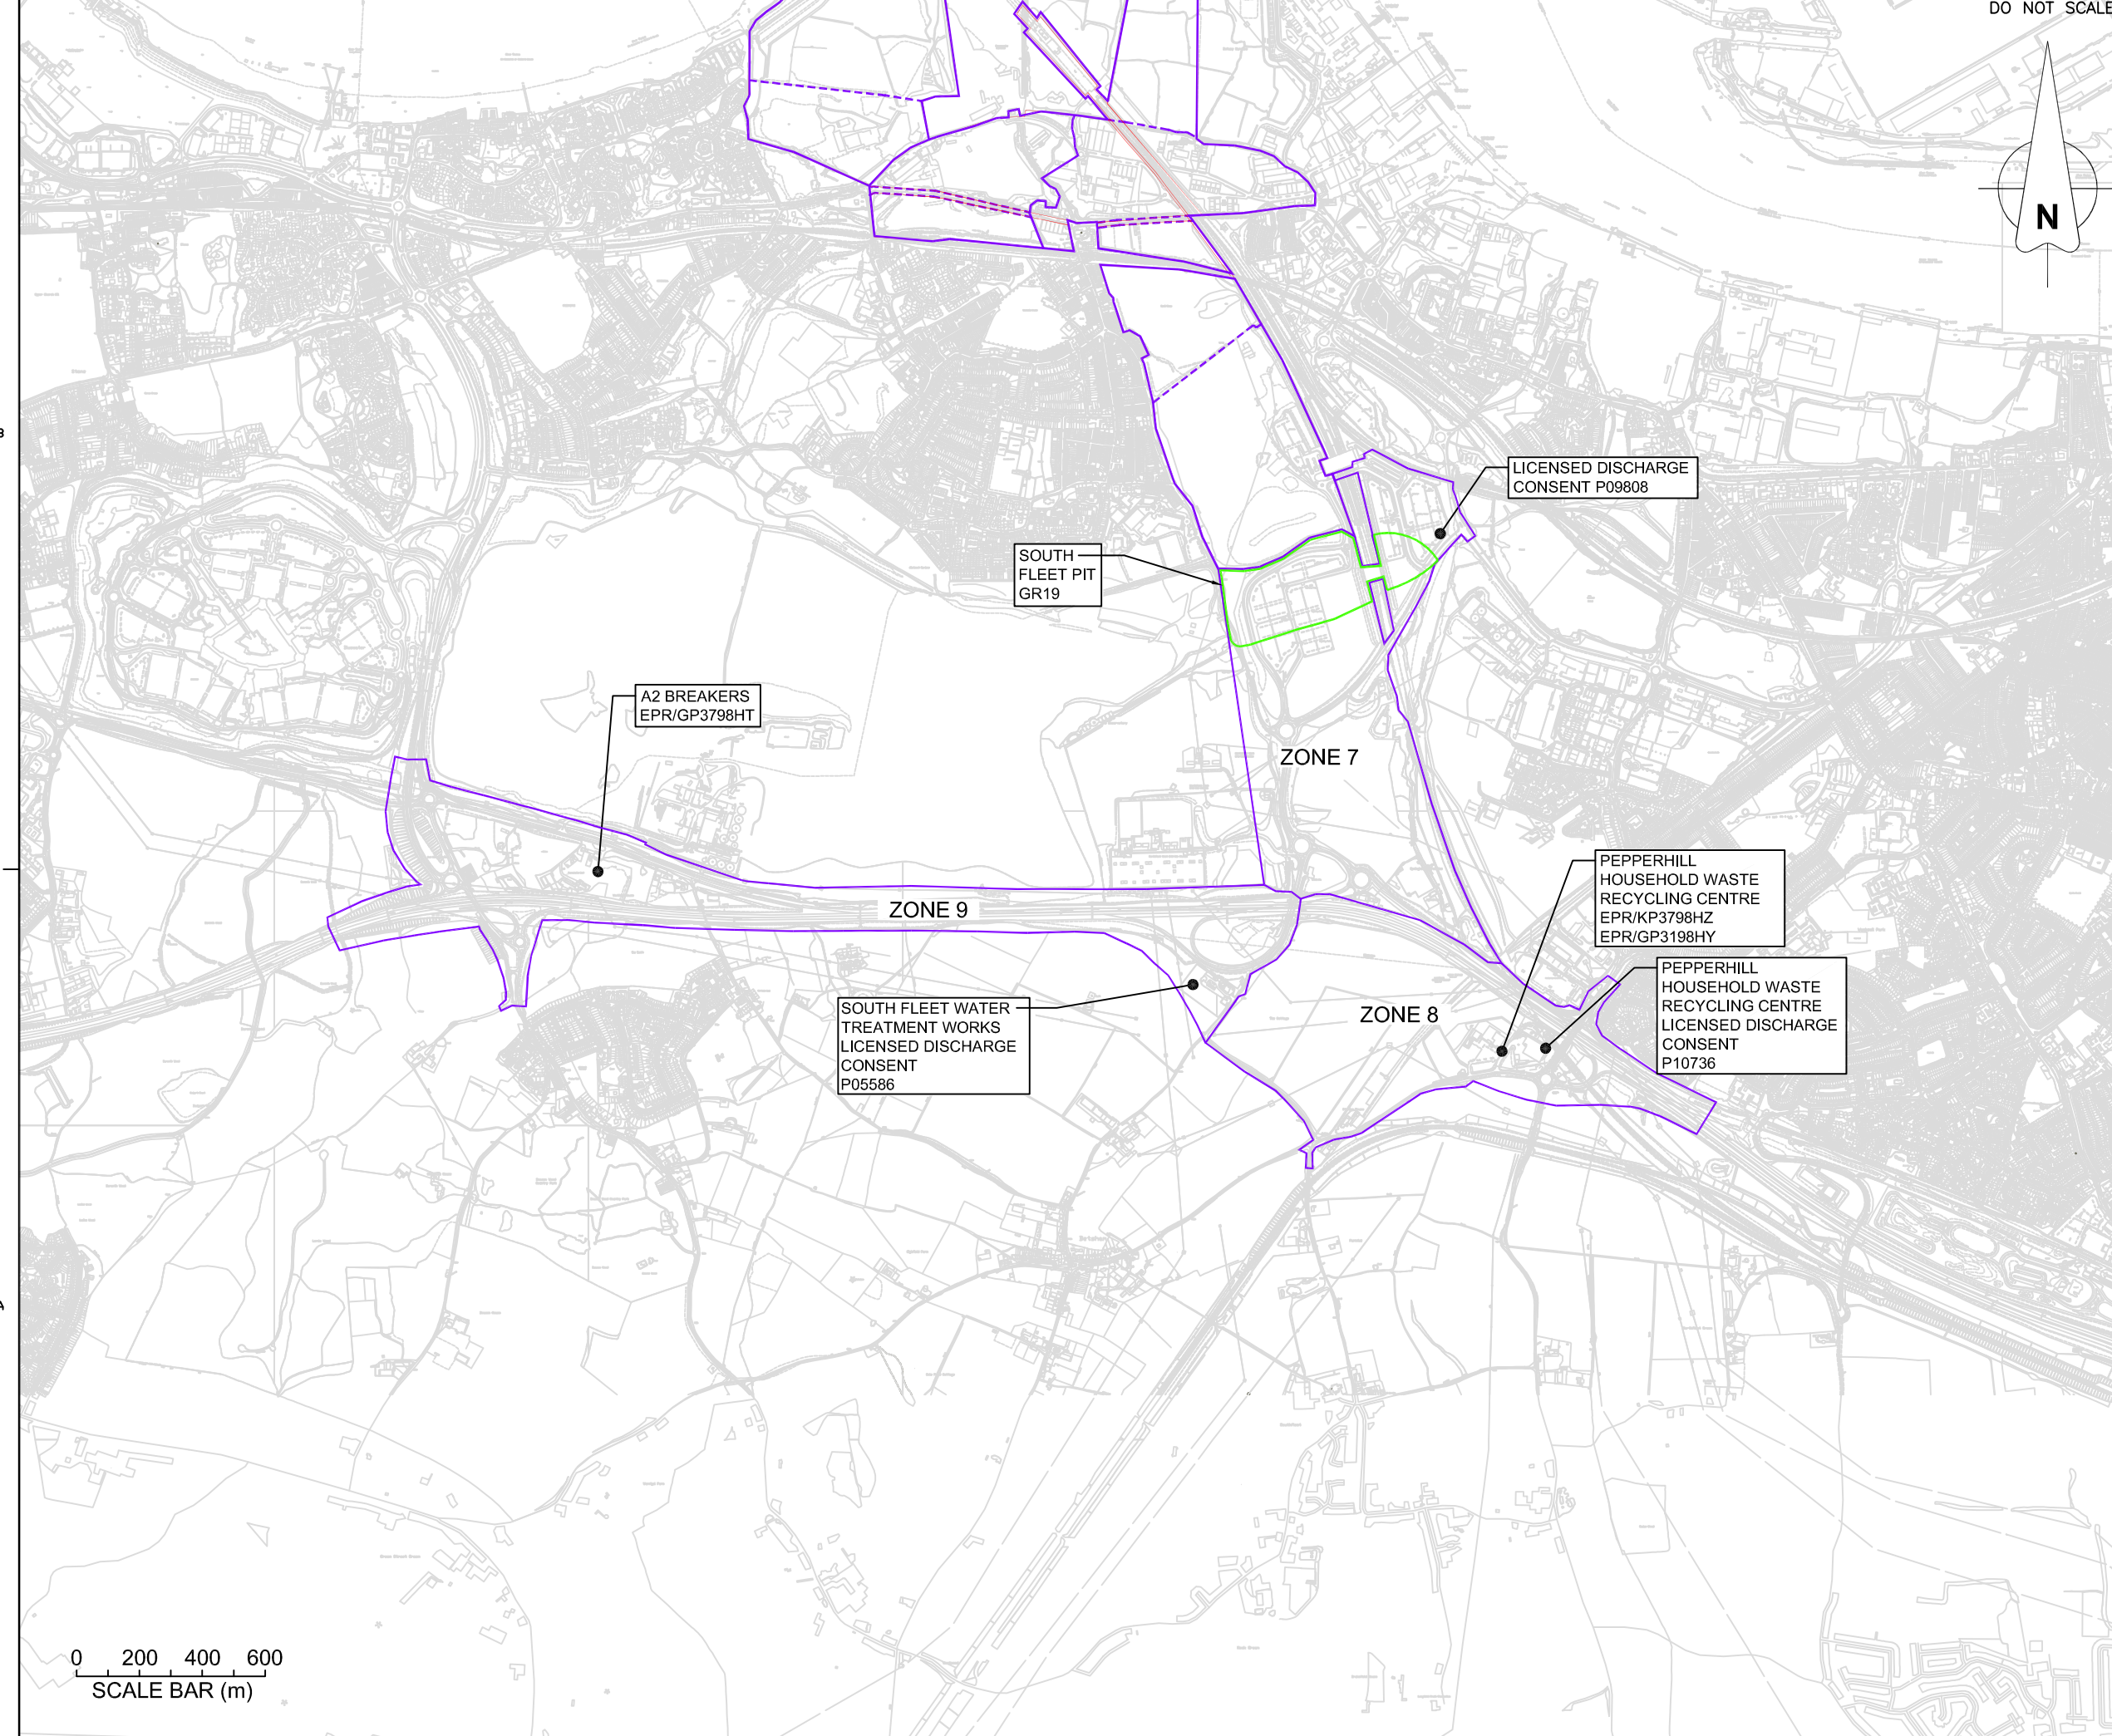 DO NOT SCALE
N
B
LICENSED DISCHARGE
CONSENT P09808
SOUTH
FLEET PIT
GR19
A2 BREAKERS
EPR/GP3798HT
ZONE 7
PEPPERHILL
HOUSEHOLD WASTE
RECYCLING CENTRE
EPR/KP3798HZ
EPR/GP3198HY
ZONE 9
PEPPERHILL
HOUSEHOLD WASTE
RECYCLING CENTRE
LICENSED DISCHARGE
CONSENT
P10736
SOUTH FLEET WATER
TREATMENT WORKS
LICENSED DISCHARGE
CONSENT
P05586
ZONE 8
A
0 200 400 600
SCALE BAR (m)